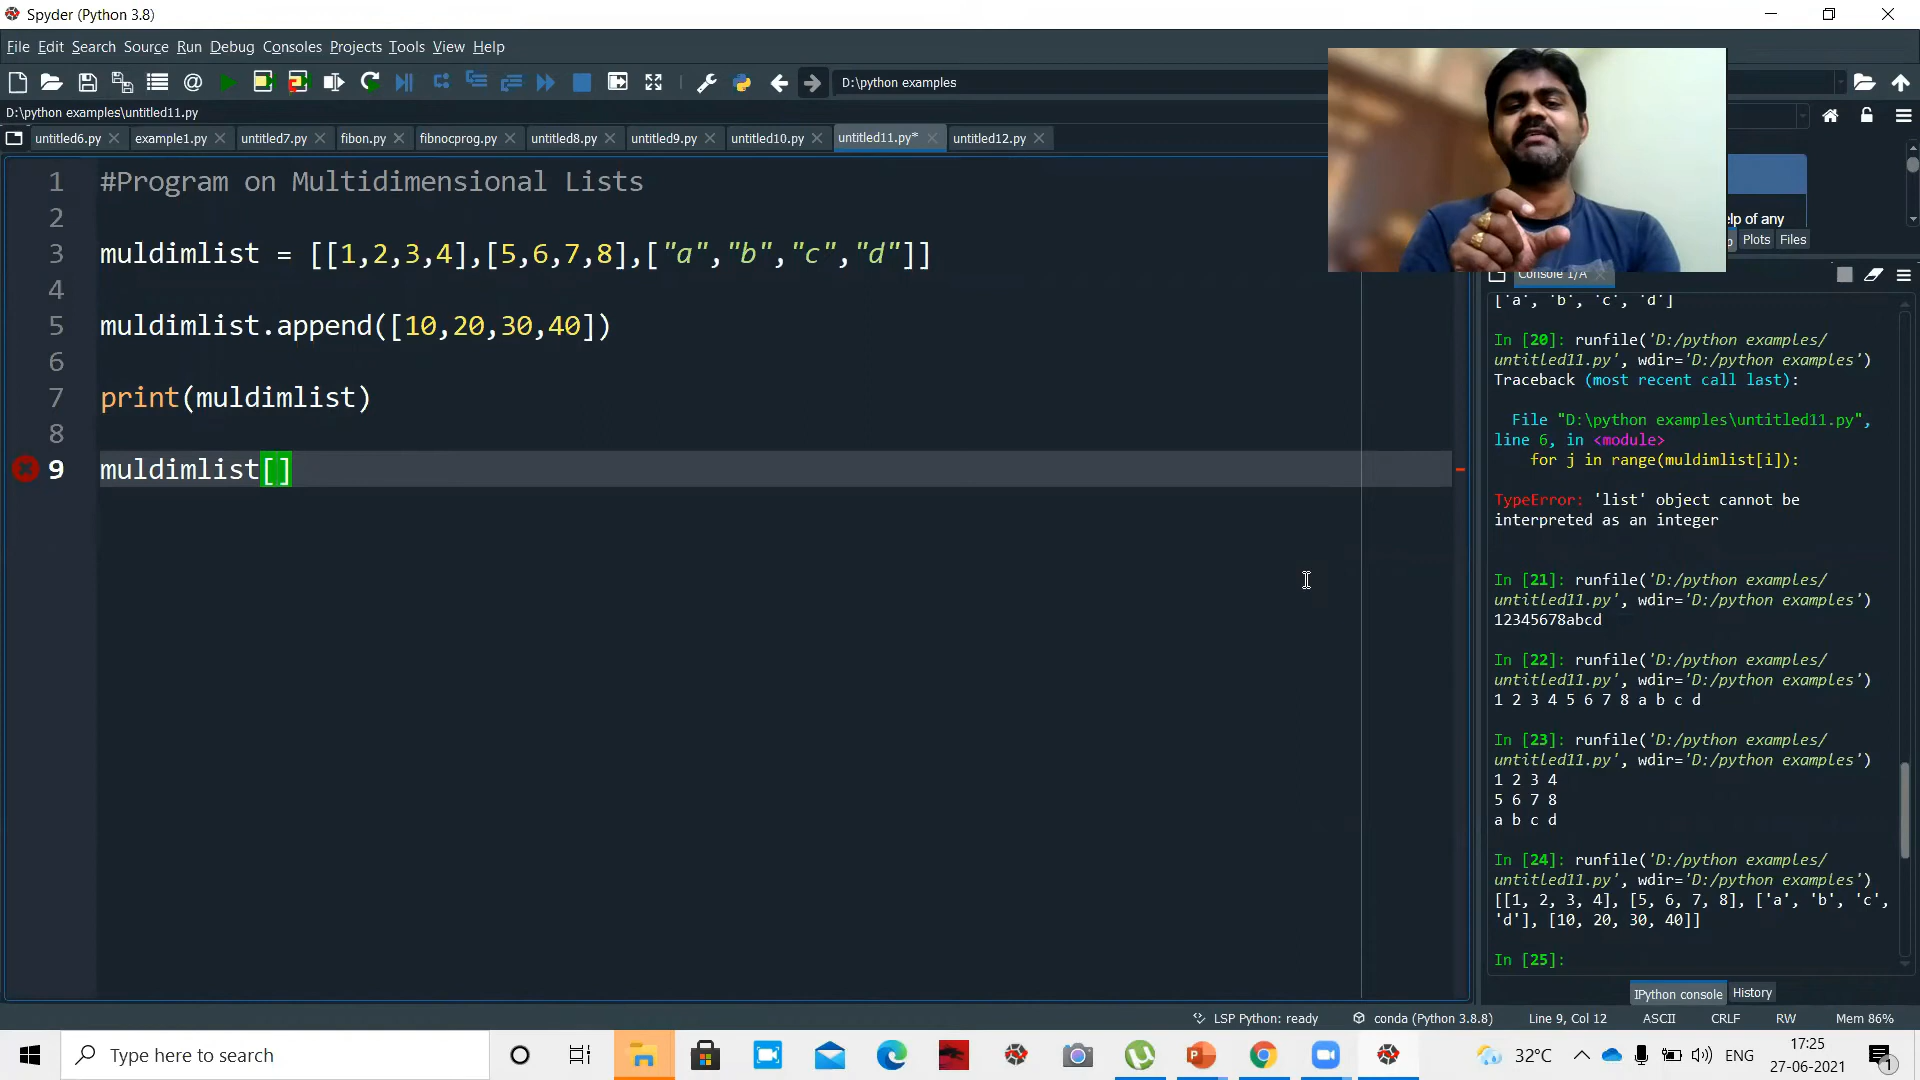 Spyder (Python 3.8)
File Edit Search Source Run Debug Consoles Projects Tools View Help
D:\python examples
D:\python examples\untitled11.py
untitled6.py example1.py untitled7.py fibon.py fibnocprog.py untitled8.py untitled9.py untitled10.py untitled11.py* untitled12.py
1 #Program on Multidimensional Lists
2
3 muldimlist = [[1,2,3,4],[5,6,7,8],["a","b","c","d"]]
4
5 muldimlist.append([10,20,30,40])
6
7 print(muldimlist)
8
9 muldimlist[]
elp of any
Plots Files
Console 1/A
['a', 'b', 'c', 'd']
In [20]: runfile('D:/python examples/
untitled11.py', wdir='D:/python examples')
Traceback (most recent call last):
File "D:\python examples\untitled11.py",
line 6, in <module>
for j in range(muldimlist[i]):
TypeError: 'list' object cannot be
interpreted as an integer
In [21]: runfile('D:/python examples/
untitled11.py', wdir='D:/python examples')
12345678abcd
In [22]: runfile('D:/python examples/
untitled11.py', wdir='D:/python examples')
1 2 3 4 5 6 7 8 a b c d
In [23]: runfile('D:/python examples/
untitled11.py', wdir='D:/python examples')
1 2 3 4
5 6 7 8
a b c d
In [24]: runfile('D:/python examples/
untitled11.py', wdir='D:/python examples')
[[1, 2, 3, 4], [5, 6, 7, 8], ['a', 'b', 'c',
'd'], [10, 20, 30, 40]]
In [25]:
IPython console History
LSP Python: ready conda (Python 3.8.8) Line 9, Col 12 ASCII CRLF RW Mem 86%
Type here to search
32°C ENG 17:25
27-06-2021
1